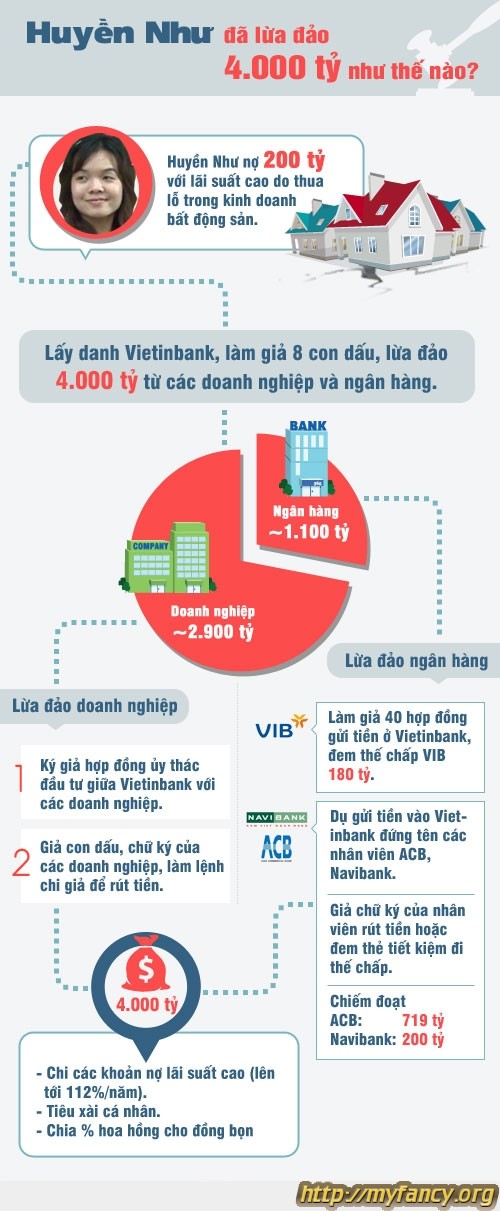 Huyền Như đã lừa đảo
4.000 tỷ như thế nào?
Huyền Như nợ 200 tỷ
với lãi suất cao do thua
lỗ trong kinh doanh
bất động sản.
Lấy danh Vietinbank, làm giả 8 con dấu, lừa đảo
4.000 tỷ từ các doanh nghiệp và ngân hàng.
BANK
Ngân hàng
~1.100 tỷ
COMPANY
Doanh nghiệp
~2.900 tỷ
Lừa đảo doanh nghiệp
1
Ký giả hợp đồng ủy thác
đầu tư giữa Vietinbank với
các doanh nghiệp.
2
Giả con dấu, chữ ký của
các doanh nghiệp, làm lệnh
chi giả để rút tiền.
Lừa đảo ngân hàng
VIB
Làm giả 40 hợp đồng
gửi tiền ở Vietinbank,
đem thế chấp VIB
180 tỷ.
NAVIBANK
ACB
Dụ gửi tiền vào Viet-
inbank đứng tên các
nhân viên ACB,
Navibank.
Giả chữ ký của nhân
viên rút tiền hoặc
đem thẻ tiết kiệm đi
thế chấp.
Chiếm đoạt
ACB: 719 tỷ
Navibank: 200 tỷ
$
4.000 tỷ
- Chi các khoản nợ lãi suất cao (lên
tới 112%/năm).
- Tiêu xài cá nhân.
- Chia % hoa hồng cho đồng bọn
http://myfancy.org